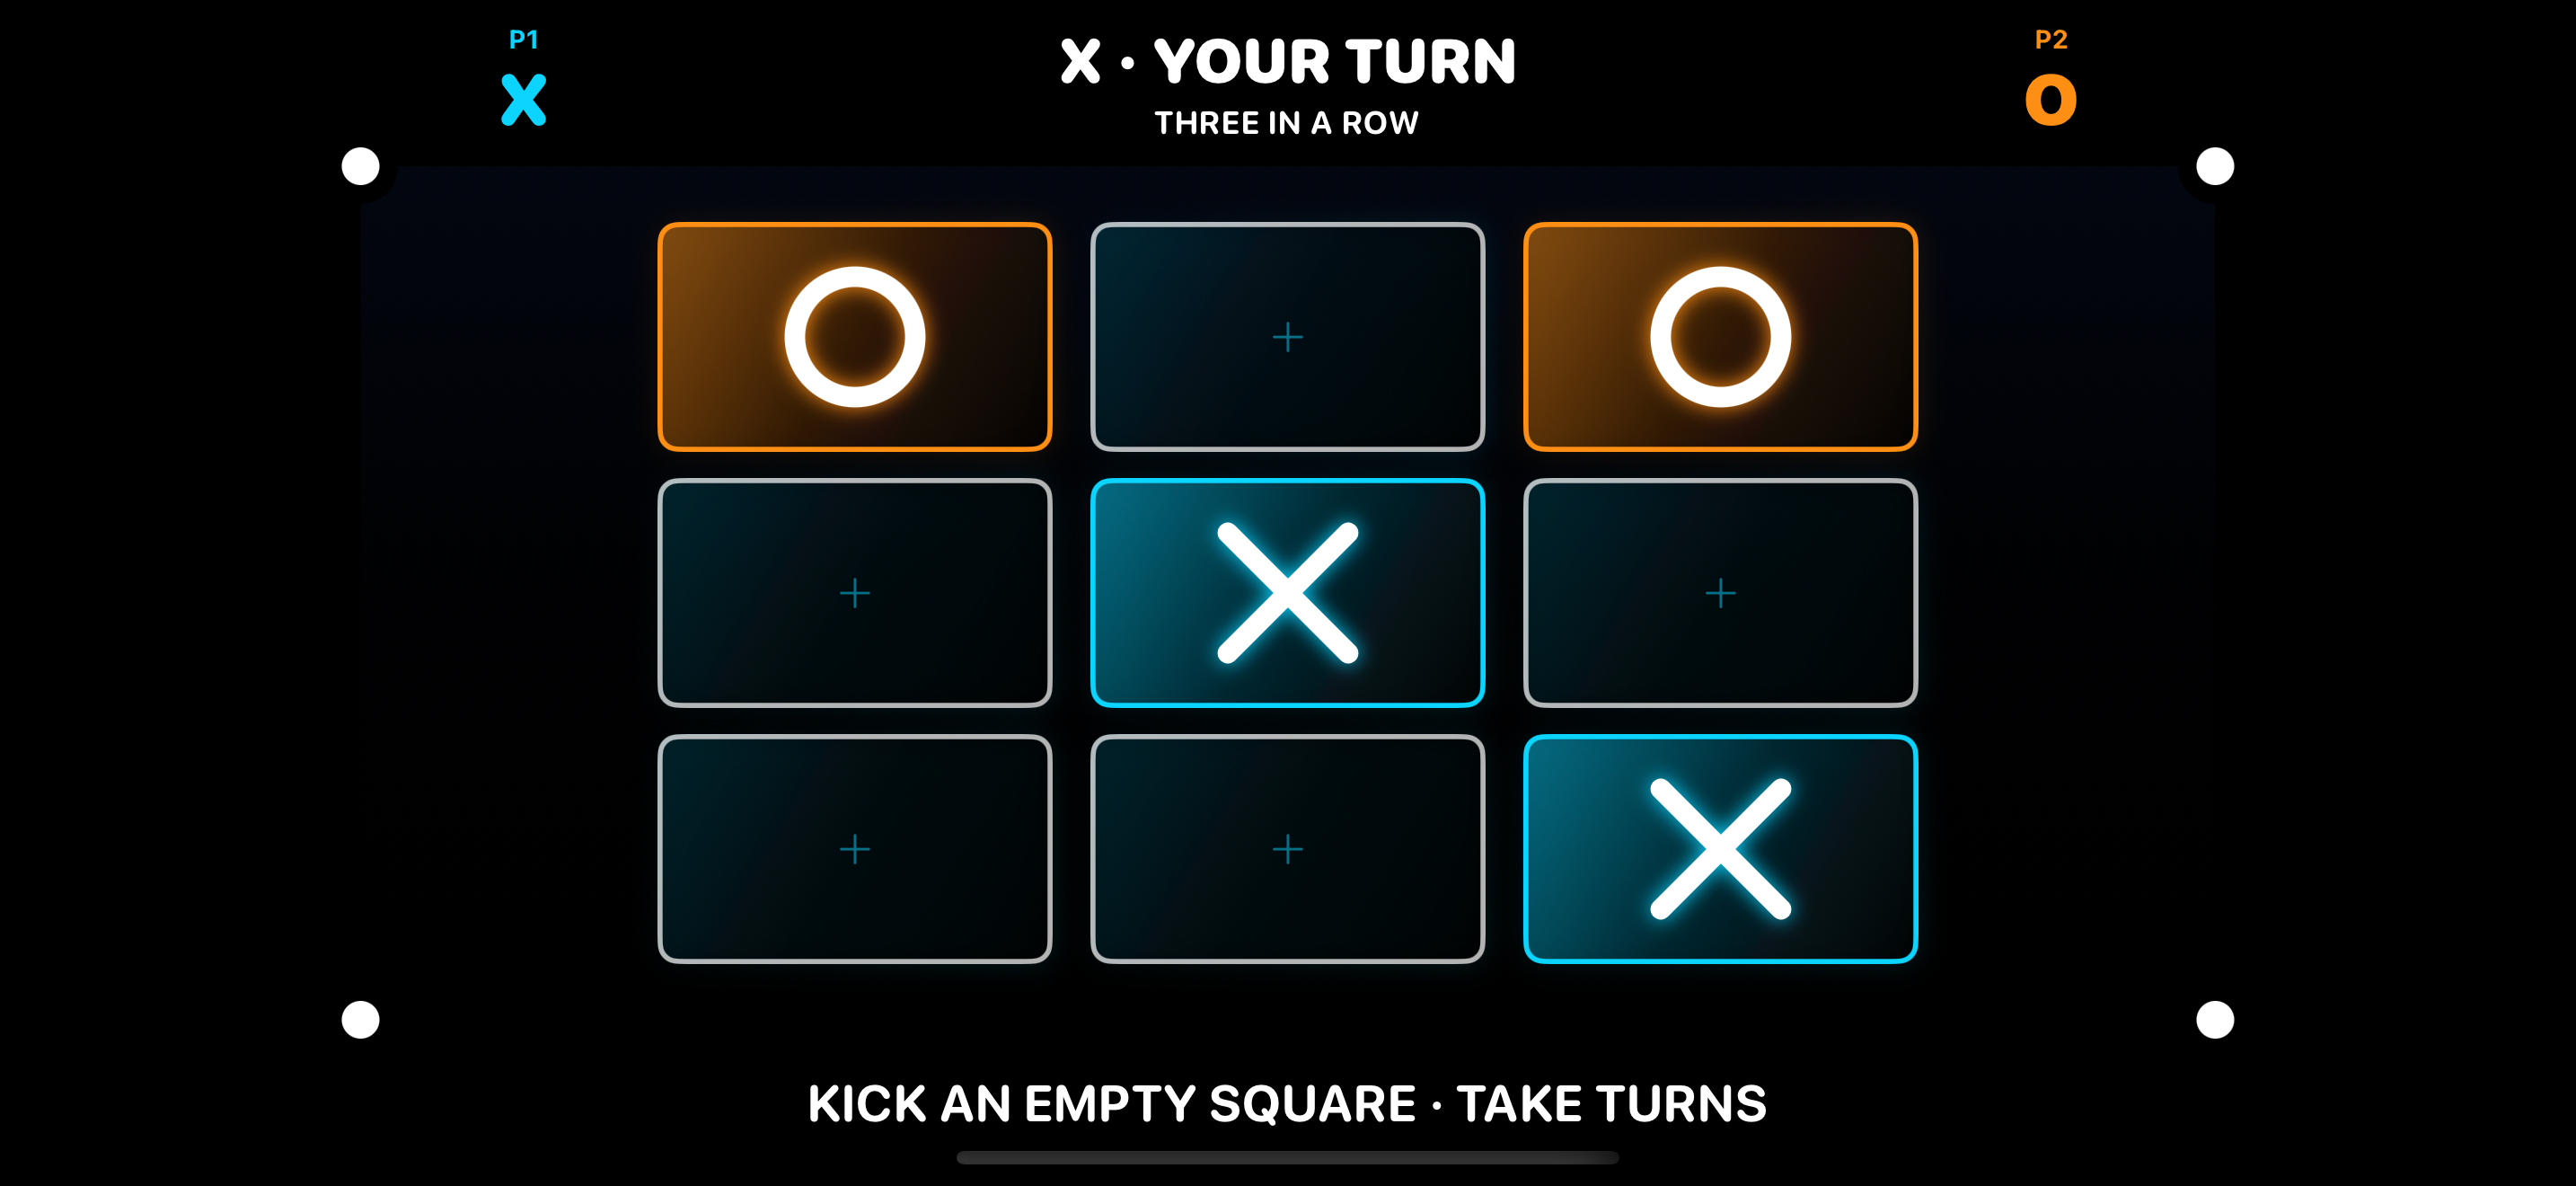 P1
X
X · YOUR TURN
THREE IN A ROW
P2
O
O
O
X
X
KICK AN EMPTY SQUARE · TAKE TURNS